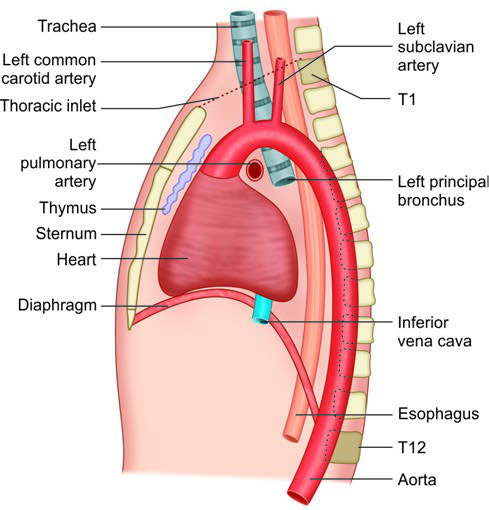 Trachea
Left common
carotid artery
Thoracic inlet
Left
pulmonary
artery
Thymus
Sternum
Heart
Diaphragm
Left
subclavian
artery
T1
Left principal
bronchus
Inferior
vena cava
Esophagus
T12
Aorta